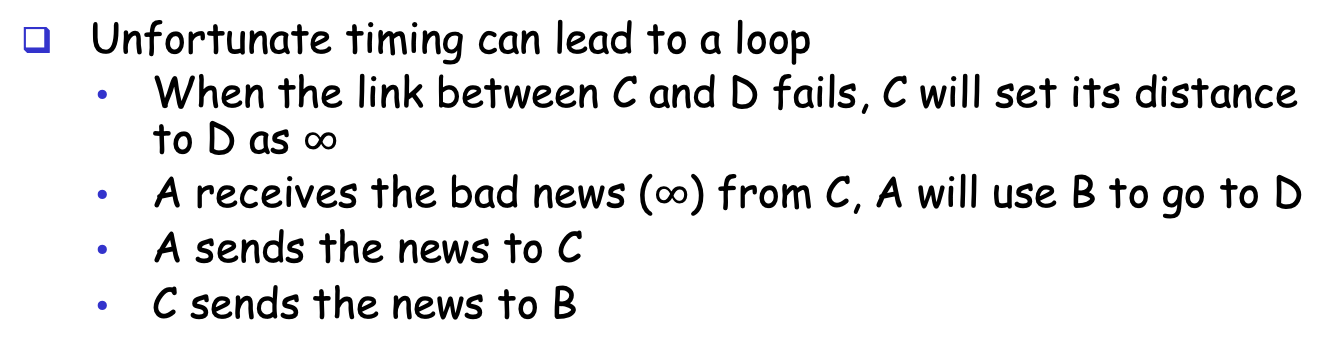 ❑ Unfortunate timing can lead to a loop
• When the link between C and D fails, C will set its distance
to D as ∞
• A receives the bad news (∞) from C, A will use B to go to D
• A sends the news to C
• C sends the news to B